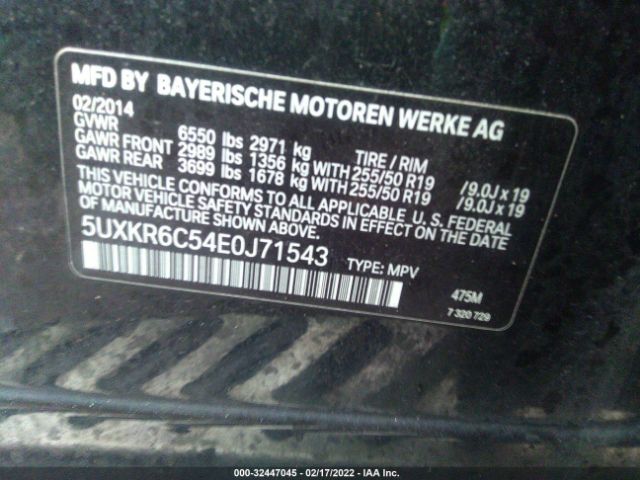 MFD BY BAYERISCHE MOTOREN WERKE AG
02/2014
GVWR 6550 lbs 2971 kg TIRE / RIM
GAWR FRONT 2989 lbs 1356 kg WITH 255/50 R19 /9.0J x 19
GAWR REAR 3699 lbs 1678 kg WITH 255/50 R19 /9.0J x 19
THIS VEHICLE CONFORMS TO ALL APPLICABLE U. S. FEDERAL
MOTOR VEHICLE SAFETY STANDARDS IN EFFECT ON THE DATE
OF MANUFACTURE SHOWN ABOVE.
5UXKR6C54E0J71543 TYPE: MPV
475M
7 320 729
000-32447045 - 02/17/2022 - IAA Inc.